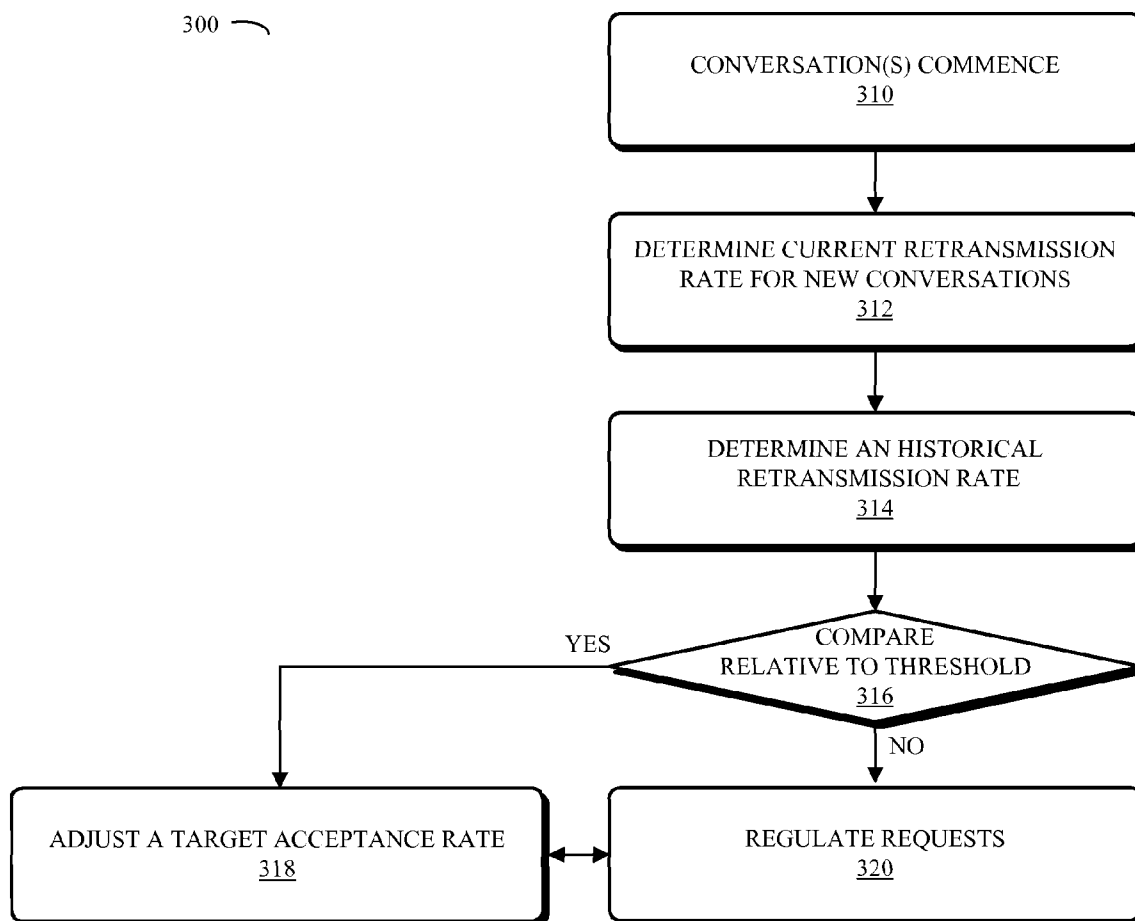 300
CONVERSATION(S) COMMENCE
310
DETERMINE CURRENT RETRANSMISSION
RATE FOR NEW CONVERSATIONS
312
DETERMINE AN HISTORICAL
RETRANSMISSION RATE
314
YES
COMPARE
RELATIVE TO THRESHOLD
316
NO
ADJUST A TARGET ACCEPTANCE RATE
318
REGULATE REQUESTS
320